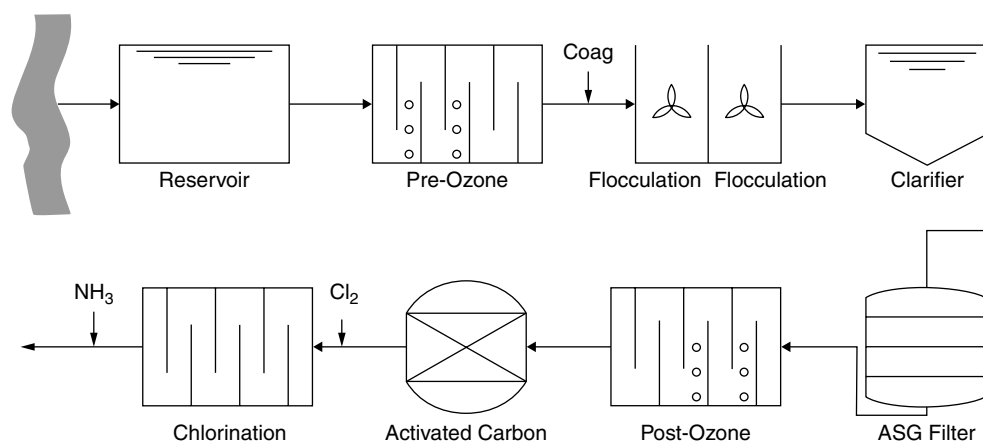 Coag
Reservoir
Pre-Ozone
Flocculation
Flocculation
Clarifier
NH₃
Cl₂
Chlorination
Activated Carbon
Post-Ozone
ASG Filter